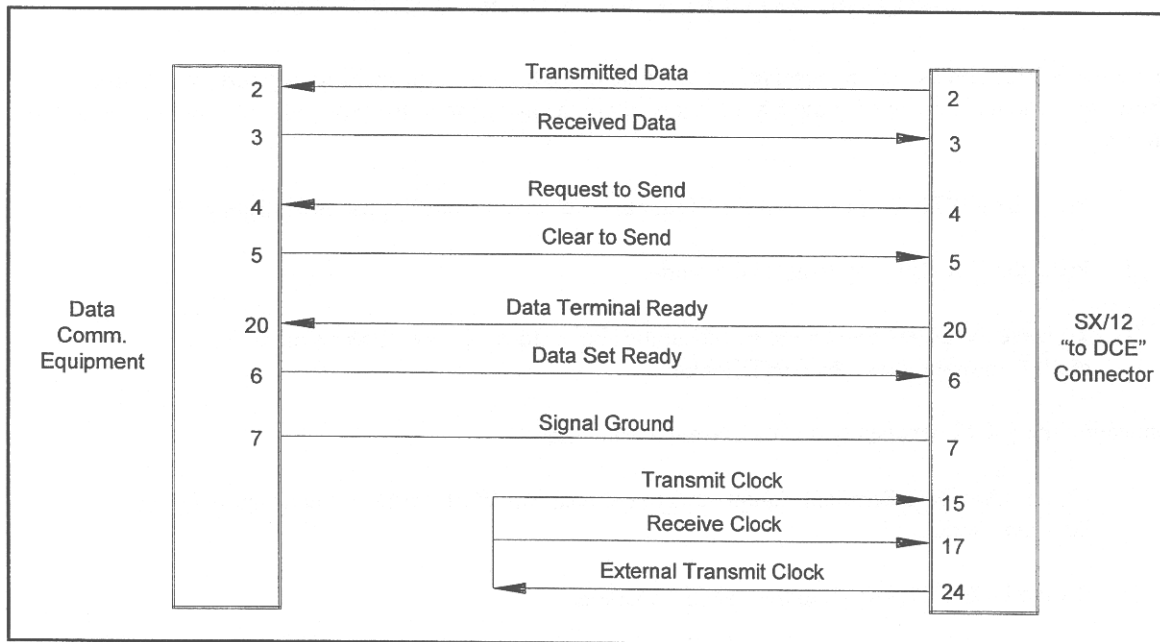 Transmitted Data
2 2
Received Data
3 3
Request to Send
4 4
Clear to Send
5 5
Data
Comm.
Equipment
Data Terminal Ready
20 20
SX/12
“to DCE”
Connector
Data Set Ready
6 6
Signal Ground
7 7
Transmit Clock
15
Receive Clock
17
External Transmit Clock
24